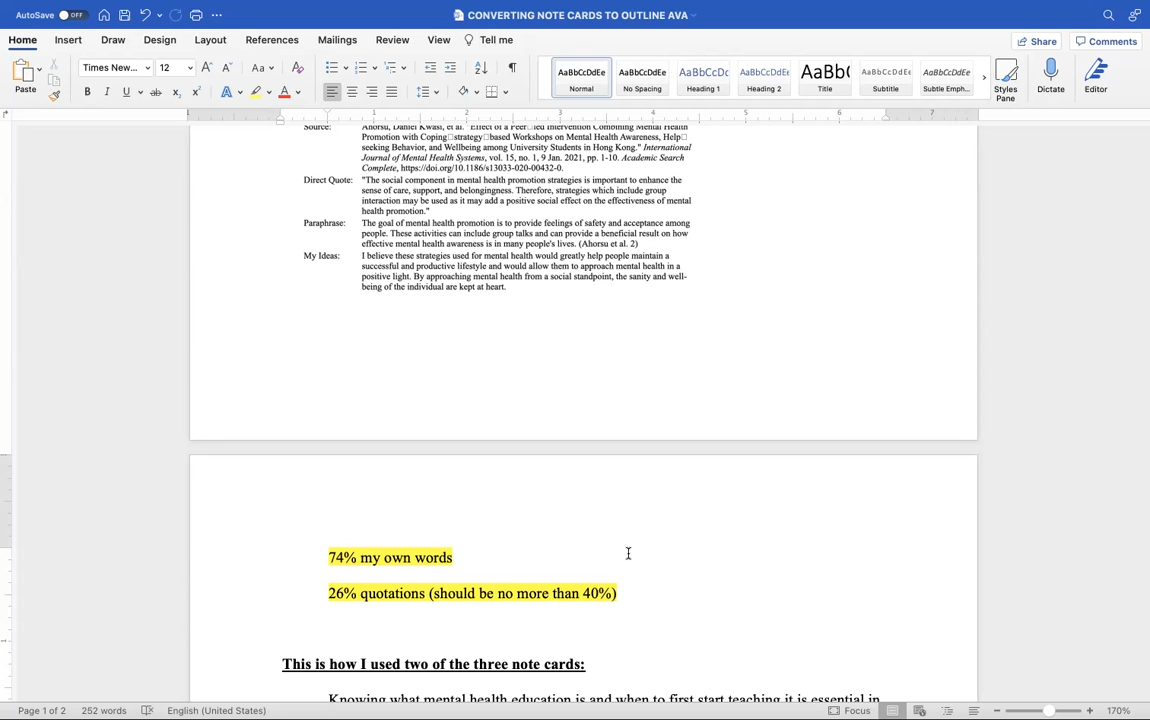 AutoSave OFF
CONVERTING NOTE CARDS TO OUTLINE AVA
Home Insert Draw Design Layout References Mailings Review View Tell me
Share Comments
Paste
Times New... 12
Aa
AaBbCcDdEe
Normal
AaBbCcDdEe
No Spacing
AaBbCcDc
Heading 1
AaBbCcDdEe
Heading 2
AaBb(
Title
AaBbCcDdEe
Subtitle
AaBbCcDdEe
Subtle Emph...
Styles
Pane
Dictate
Editor
B I U ab x₂ x² A A
1 2 3 4 5 6 7
Source: Ahorsu, Daniel Kwasi, et al. "Effect of a Peer□led Intervention Combining Mental Health
Promotion with Coping□strategy□based Workshops on Mental Health Awareness, Help□
seeking Behavior, and Wellbeing among University Students in Hong Kong." International
Journal of Mental Health Systems, vol. 15, no. 1, 9 Jan. 2021, pp. 1-10. Academic Search
Complete, https://doi.org/10.1186/s13033-020-00432-0.
Direct Quote: "The social component in mental health promotion strategies is important to enhance the
sense of care, support, and belongingness. Therefore, strategies which include group
interaction may be used as it may add a positive social effect on the effectiveness of mental
health promotion."
Paraphrase: The goal of mental health promotion is to provide feelings of safety and acceptance among
people. These activities can include group talks and can provide a beneficial result on how
effective mental health awareness is in many people's lives. (Ahorsu et al. 2)
My Ideas: I believe these strategies used for mental health would greatly help people maintain a
successful and productive lifestyle and would allow them to approach mental health in a
positive light. By approaching mental health from a social standpoint, the sanity and well-
being of the individual are kept at heart.
74% my own words
26% quotations (should be no more than 40%)
This is how I used two of the three note cards:
Knowing what mental health education is and when to first start teaching it is essential in
Page 1 of 2 252 words English (United States) Focus 170%